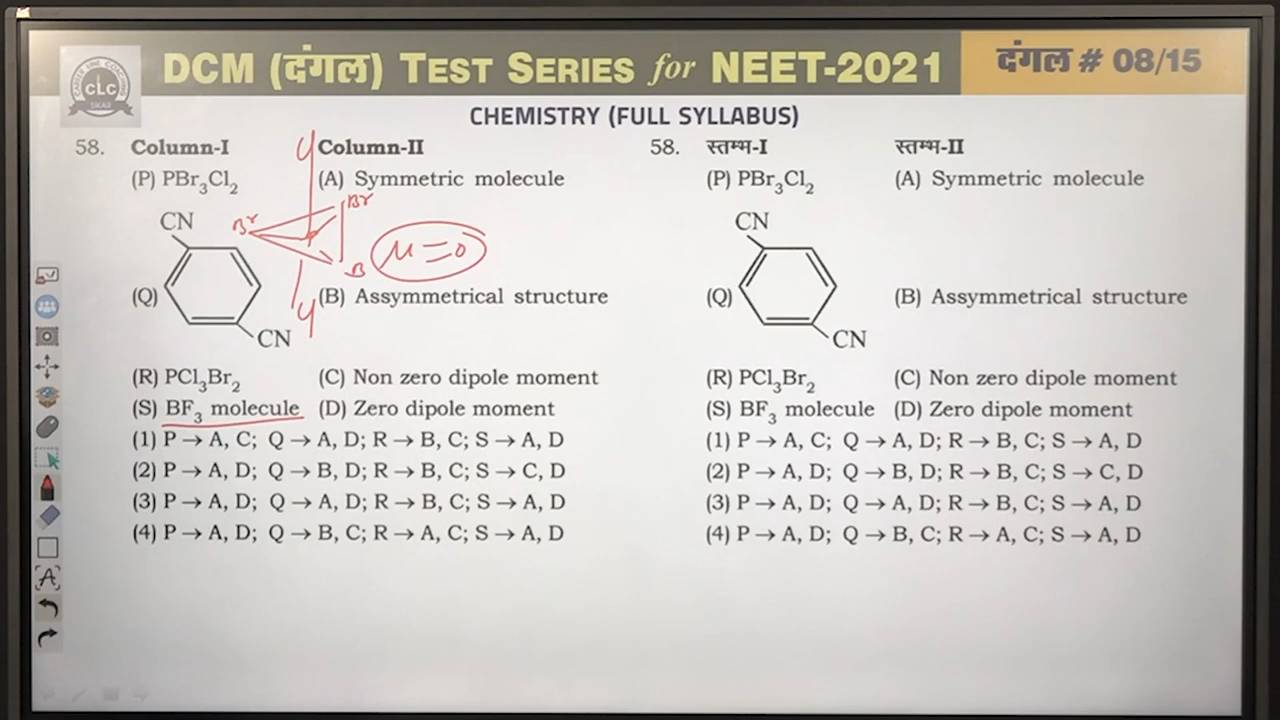 DCM (दंगल) TEST SERIES for NEET-2021
दंगल # 08/15
CLC
SIKAR
CHEMISTRY (FULL SYLLABUS)
58. Column-I Column-II
(P) PBr₃Cl₂ (A) Symmetric molecule
CN
(Q) (B) Assymmetrical structure
CN
(R) PCl₃Br₂ (C) Non zero dipole moment
(S) BF₃ molecule (D) Zero dipole moment
(1) P → A, C; Q → A, D; R → B, C; S → A, D
(2) P → A, D; Q → B, D; R → B, C; S → C, D
(3) P → A, D; Q → A, D; R → B, C; S → A, D
(4) P → A, D; Q → B, C; R → A, C; S → A, D
Br
Br
B
μ=0
58. स्तम्भ-I स्तम्भ-II
(P) PBr₃Cl₂ (A) Symmetric molecule
CN
(Q) (B) Assymmetrical structure
CN
(R) PCl₃Br₂ (C) Non zero dipole moment
(S) BF₃ molecule (D) Zero dipole moment
(1) P → A, C; Q → A, D; R → B, C; S → A, D
(2) P → A, D; Q → B, D; R → B, C; S → C, D
(3) P → A, D; Q → A, D; R → B, C; S → A, D
(4) P → A, D; Q → B, C; R → A, C; S → A, D